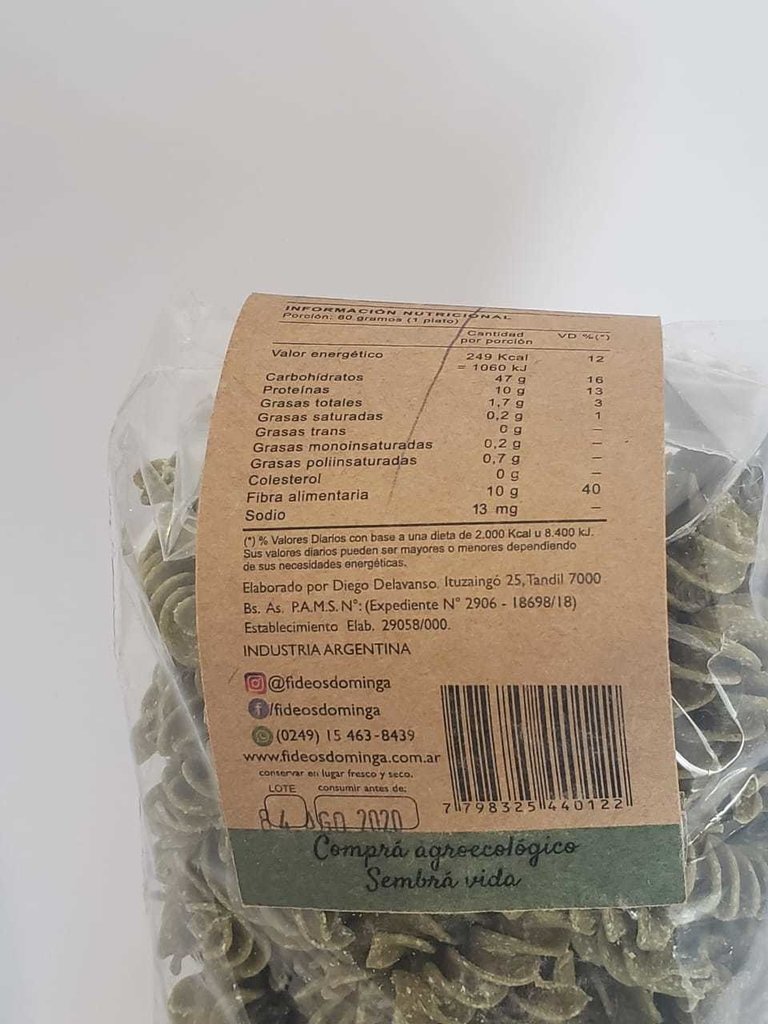 INFORMACIÓN NUTRICIONAL
Porción: 60 gramos (1 plato)
Cantidad por porción VD %(*)
Valor energético 249 Kcal = 1060 kJ 12
Carbohidratos 47 g 16
Proteínas 10 g 13
Grasas totales 1,7 g 3
Grasas saturadas 0,2 g 1
Grasas trans 0 g –
Grasas monoinsaturadas 0,2 g –
Grasas poliinsaturadas 0,7 g –
Colesterol 0 g –
Fibra alimentaria 10 g 40
Sodio 13 mg –
(*) % Valores Diarios con base a una dieta de 2.000 Kcal u 8.400 kJ.
Sus valores diarios pueden ser mayores o menores dependiendo
de sus necesidades energéticas.
Elaborado por Diego Delavanso. Ituzaingó 25, Tandil 7000
Bs. As. P.A.M.S. N°: (Expediente N° 2906 - 18698/18)
Establecimiento Elab. 29058/000.
INDUSTRIA ARGENTINA
@fideosdominga
/fideosdominga
(0249) 15 463-8439
www.fideosdominga.com.ar
conservar en lugar fresco y seco.
LOTE consumir antes de:
AGO 2020
7 798325 440122
Comprá agroecológico
Sembrá vida